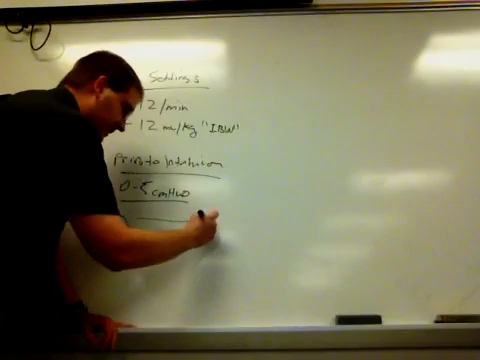 Settings
12/min
- 12 mL/kg "IBW"
Prior to Intubation
0-5 cmH2O